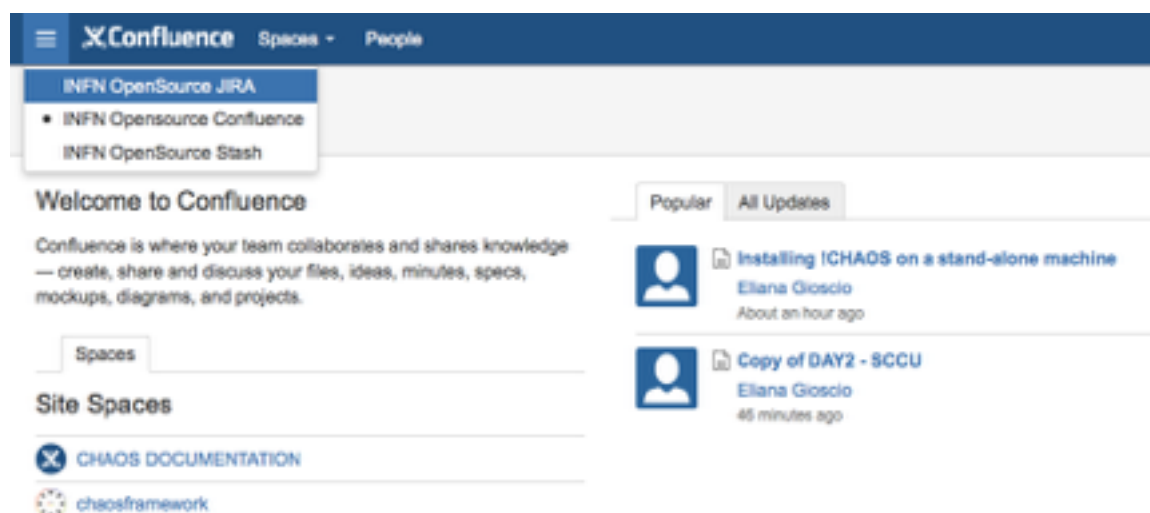 Confluence Spaces People
INFN OpenSource JIRA
• INFN Opensource Confluence
INFN OpenSource Stash
Welcome to Confluence
Confluence is where your team collaborates and shares knowledge
— create, share and discuss your files, ideas, minutes, specs,
mockups, diagrams, and projects.
Spaces
Site Spaces
CHAOS DOCUMENTATION
chaosframework
Popular All Updates
Installing !CHAOS on a stand-alone machine
Eliana Gioscio
About an hour ago
Copy of DAY2 - SCCU
Eliana Gioscio
46 minutes ago